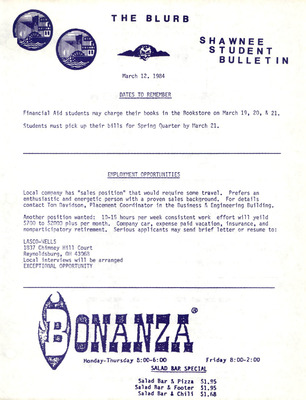 THE BLURB
SHAWNEE
STUDENT
BULLETIN
March 12, 1984
DATES TO REMEMBER
Financial Aid students may charge their books in the Bookstore on March 19, 20, & 21.
Students must pick up their bills for Spring Quarter by March 21.
EMPLOYMENT OPPORTUNITIES
Local company has "sales position" that would require some travel. Prefers an
enthusiastic and energetic person with a proven sales background. For details
contact Tom Davidson, Placement Coordinator in the Business & Engineering Building.
Another position wanted: 10-15 hours per week consistent work effort will yeild
$700 to $2000 plus per month. Company car, expense paid vacation, insurance, and
nonparticipatory retirement. Serious applicants may send brief letter or resume to:
LASCO-WELLS
1837 Chimney Hill Court
Reynoldsburg, OH 43068
Local interviews will be arranged
EXCEPTIONAL OPPORTUNITY
BONANZA®
Monday-Thursday 8:00-6:00 Friday 8:00-2:00
SALAD BAR SPECIAL
Salad Bar & Pizza $1.95
Salad Bar & Footer $1.95
Salad Bar & Chili $1.68